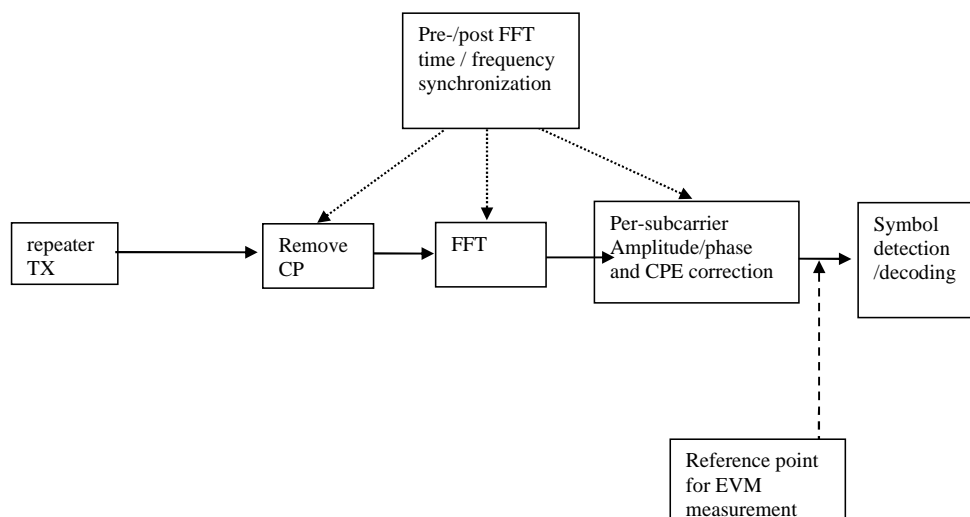 Pre-/post FFT
time / frequency
synchronization
repeater
TX
Remove
CP
FFT
Per-subcarrier
Amplitude/phase
and CPE correction
Symbol
detection
/decoding
Reference point
for EVM
measurement